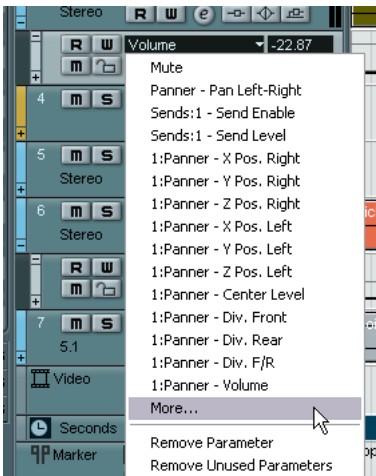 Stereo R W e
R W Volume -22.87
m
Mute
Panner - Pan Left-Right
Sends:1 - Send Enable
4 m S
Sends:1 - Send Level
1:Panner - X Pos. Right
5 m S
1:Panner - Y Pos. Right
Stereo
1:Panner - Z Pos. Right
6 m S
1:Panner - X Pos. Left
Stereo
1:Panner - Y Pos. Left
R W
1:Panner - Z Pos. Left
m
1:Panner - Center Level
7 m S
1:Panner - Div. Front
5.1
1:Panner - Div. Rear
1:Panner - Div. F/R
Video
1:Panner - Volume
More...
Seconds
Remove Parameter
Marker
Remove Unused Parameters